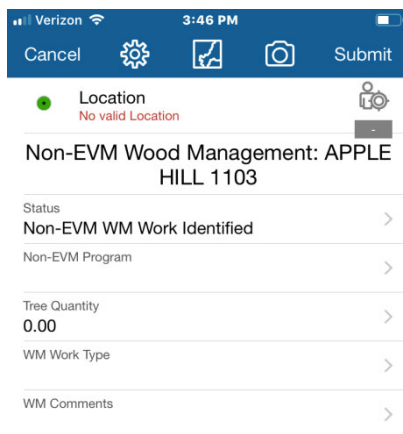 Verizon 3:46 PM
Cancel Submit
Location
No valid Location
-
Non-EVM Wood Management: APPLE
HILL 1103
Status
Non-EVM WM Work Identified
Non-EVM Program
Tree Quantity
0.00
WM Work Type
WM Comments